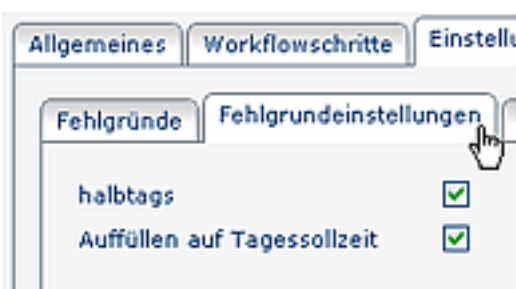 Allgemeines Workflowschritte
Fehlgründe Fehlgrundeinstellungen
halbtags
Auffüllen auf Tagessollzeit